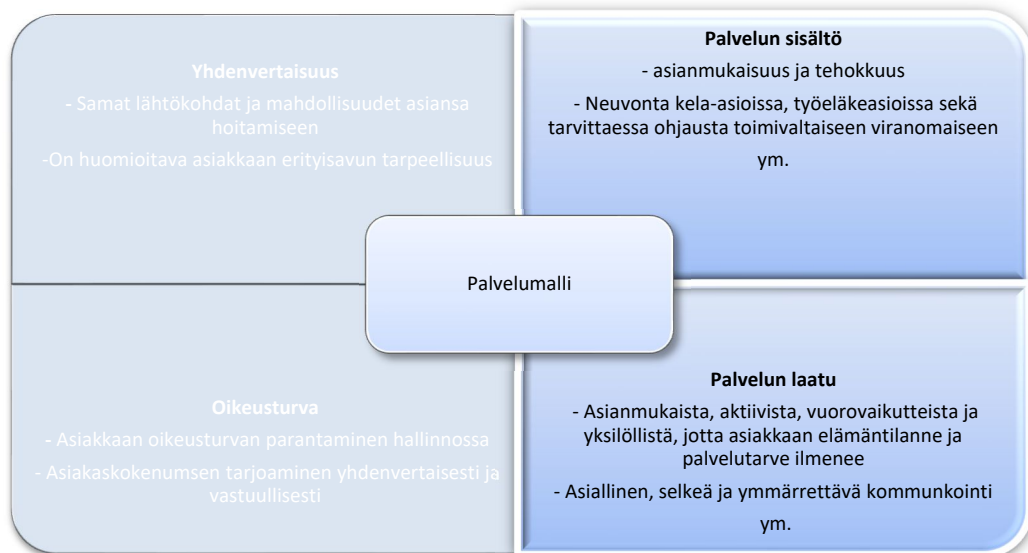 Yhdenvertaisuus
- Samat lähtökohdat ja mahdollisuudet asiansa
hoitamiseen
-On huomioitava asiakkaan erityisavun tarpeellisuus
Palvelun sisältö
- asianmukaisuus ja tehokkuus
- Neuvonta kela-asioissa, työeläkeasioissa sekä
tarvittaessa ohjausta toimivaltaiseen viranomaiseen
ym.
Palvelumalli
Oikeusturva
- Asiakkaan oikeusturvan parantaminen hallinnossa
- Asiakaskokenumsen tarjoaminen yhdenvertaisesti ja
vastuullisesti
Palvelun laatu
- Asianmukaista, aktiivista, vuorovaikutteista ja
yksilöllistä, jotta asiakkaan elämäntilanne ja
palvelutarve ilmenee
- Asiallinen, selkeä ja ymmärrettävä kommunkointi
ym.